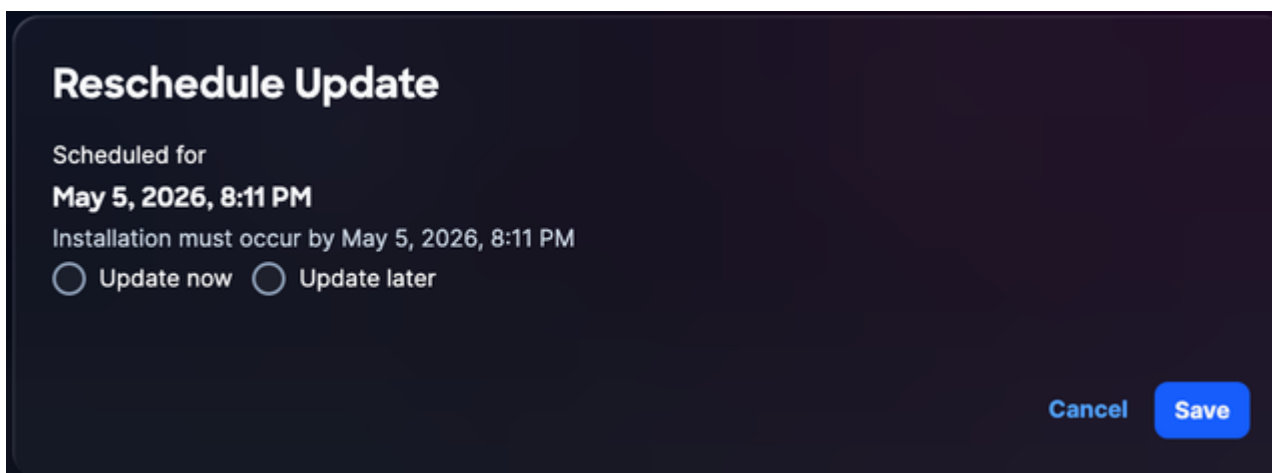 Reschedule Update
Scheduled for
May 5, 2026, 8:11 PM
Installation must occur by May 5, 2026, 8:11 PM
Update now Update later
Cancel Save